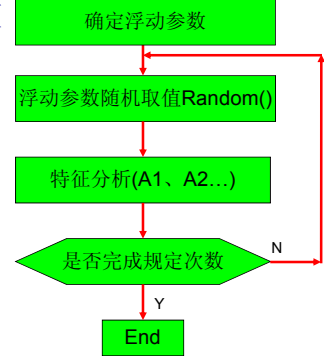 确定浮动参数
浮动参数随机取值Random()
特征分析(A1、A2...)
是否完成规定次数
N
Y
End